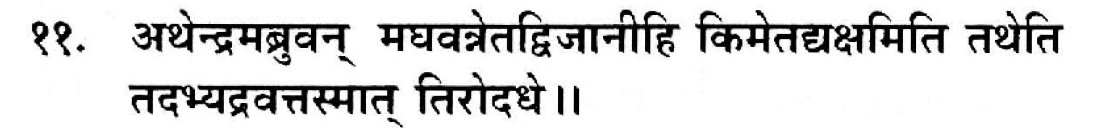 ११. अथेन्द्रमब्रुवन् मघवन्नेतद्विजानीहि किमेतद्यक्षमिति तथेति
तदभ्यद्रवत्तस्मात् तिरोदधे।।